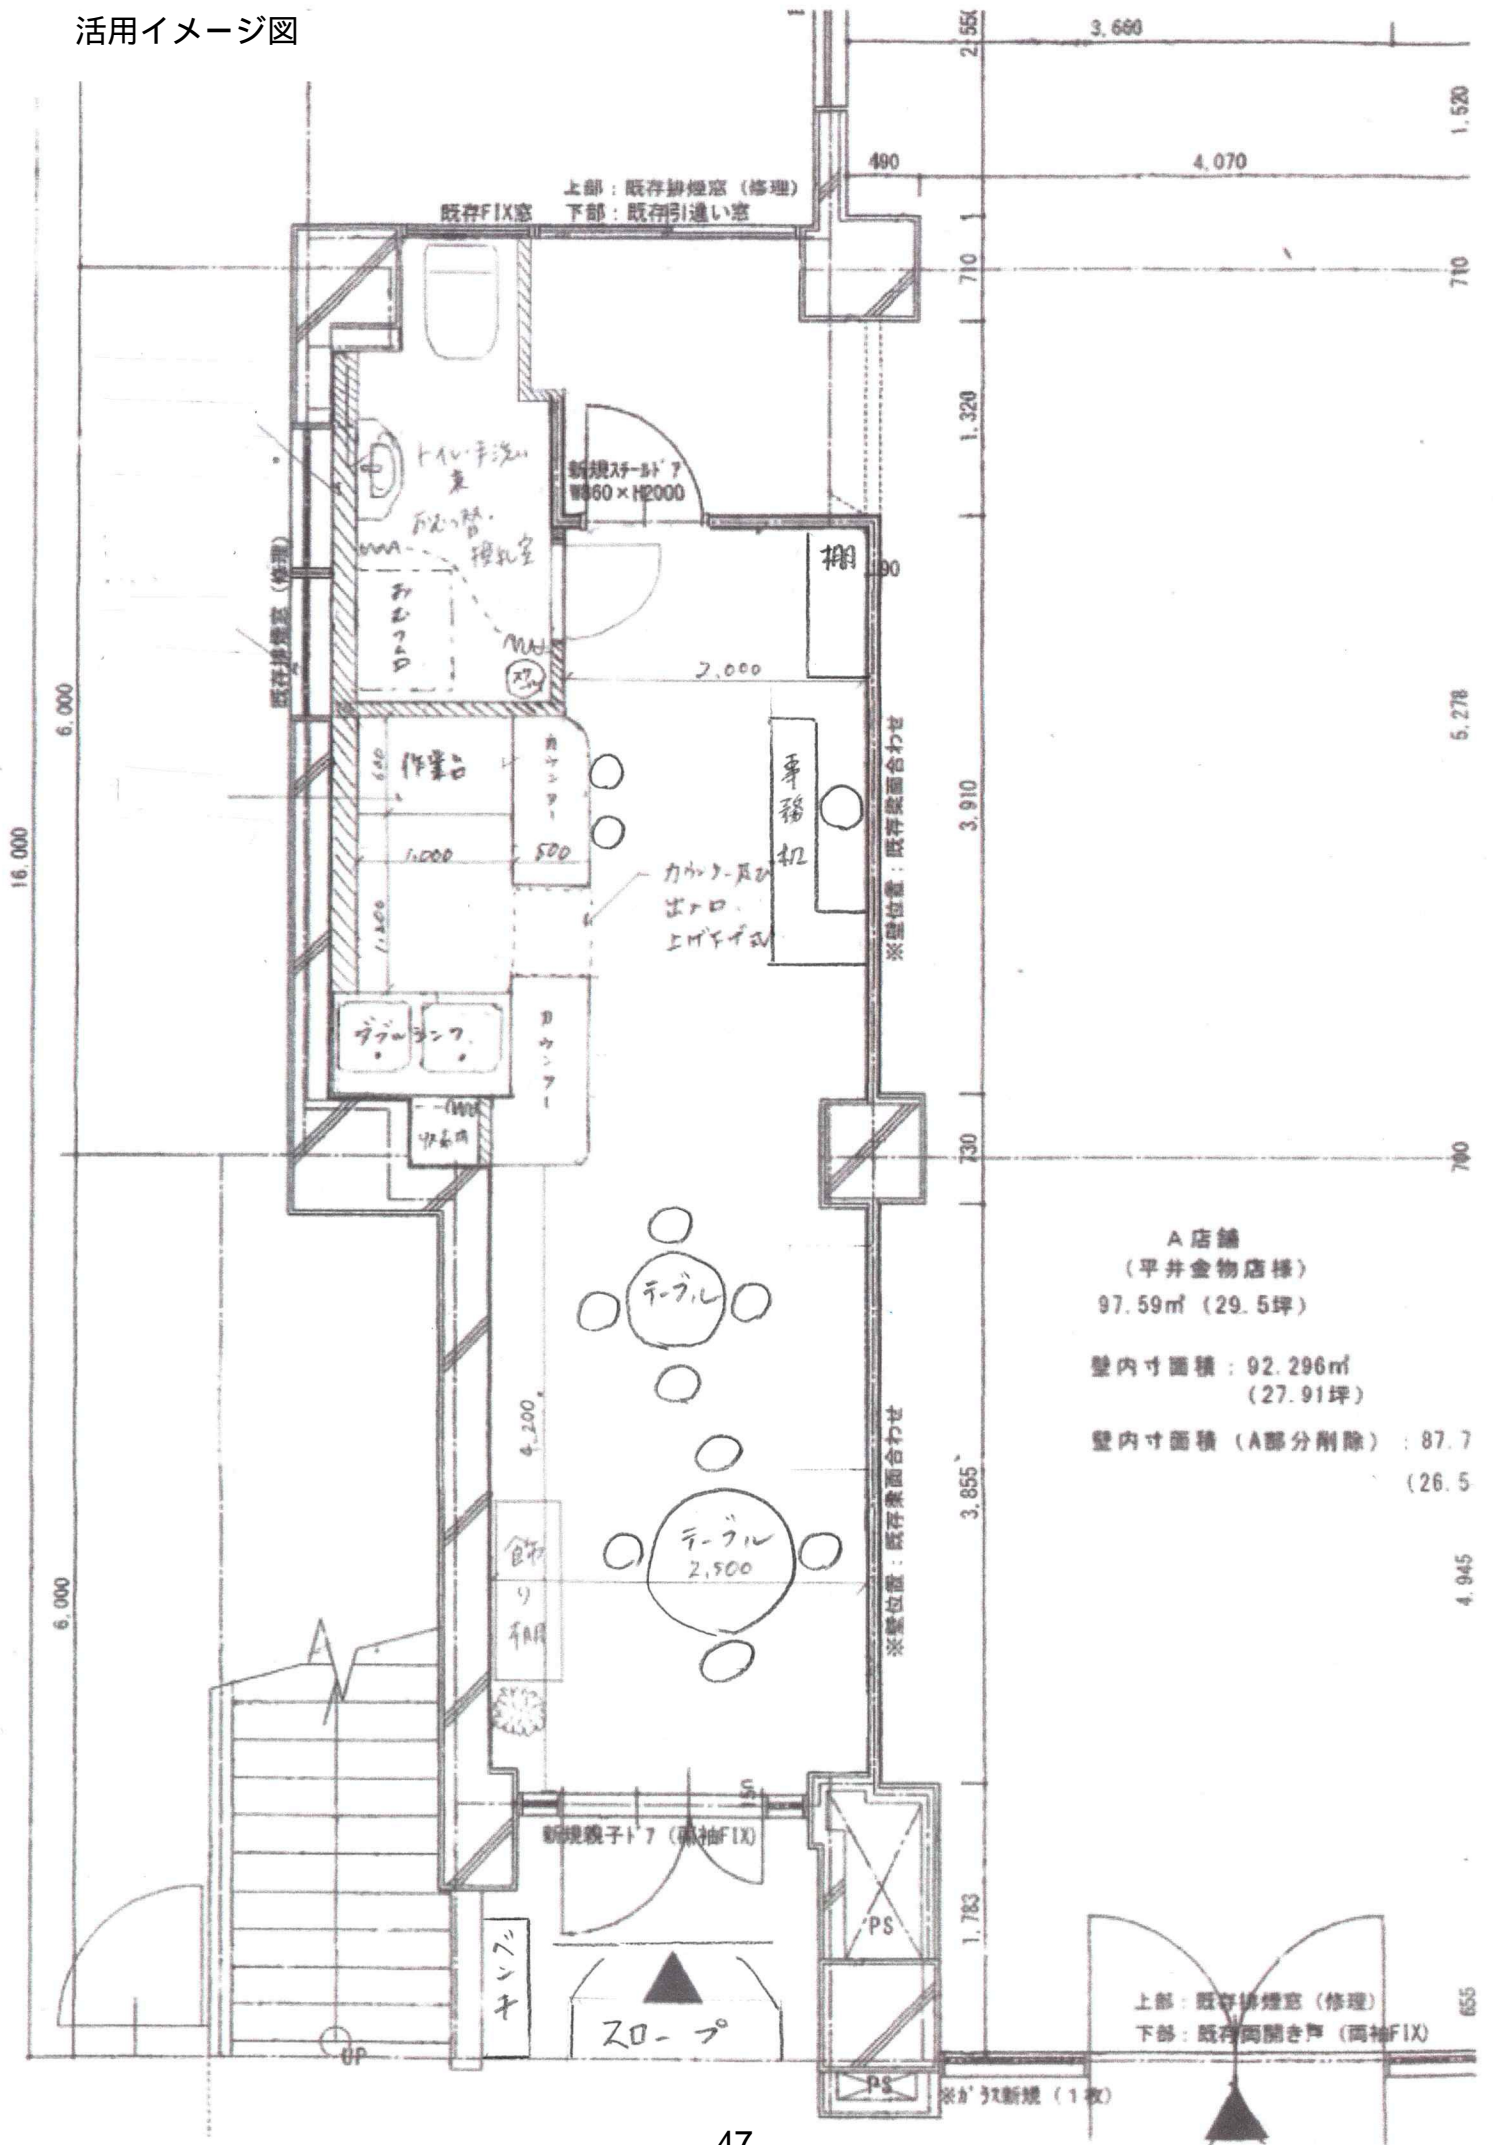 活用イメージ図
2,550
3,660
1,520
490
4,070
上部：既存排煙窓（修理）
既存FIX窓
下部：既存引違い窓
710
710
1,320
トイレ・手洗い
兼
おむつ替・
授乳室
新規スチールドア
W860×H2000
棚
90
既存排煙窓（修理）
おむつ台
2,000
6,000
16,000
5,278
3,910
※壁位置：既存梁面合わせ
600
作業台
カウンター
事務机
1,000
500
カウンター及び
出入口
上げ下げ式
1,200
ダブルシンク
カウンター
収納
730
700
A店舗
（平井金物店様）
97.59㎡（29.5坪）
壁内寸面積：92.296㎡
（27.91坪）
壁内寸面積（A部分削除）：87.7
（26.5
テーブル
4,200
3,855
※壁位置：既存梁面合わせ
テーブル
2,500
飾り棚
6,000
4,945
150
新規親子ドア（両袖FIX）
PS
1,783
スロープ
UP
上部：既存排煙窓（修理）
下部：既存両開き戸（両袖FIX）
655
PS
※ガラス新規（1枚）
47